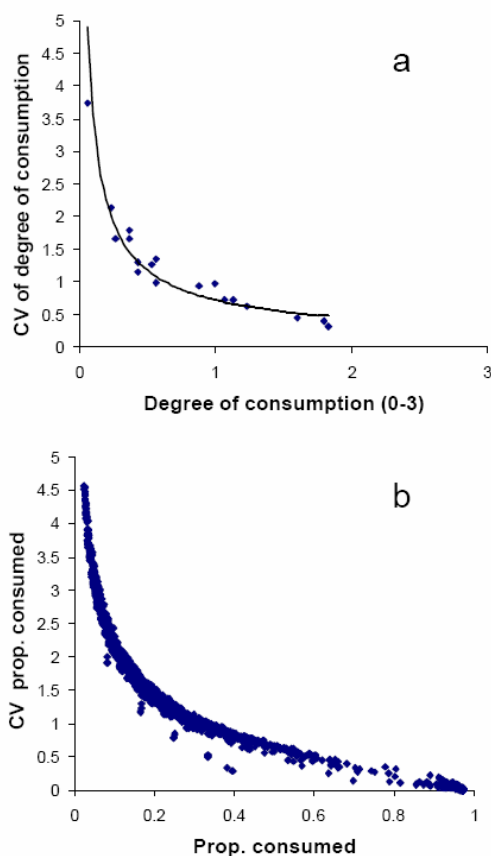 5
4.5
4
3.5
3
2.5
2
1.5
1
0.5
0
a
CV of degree of consumption
0 1 2 3
Degree of consumption (0-3)
5
4.5
4
3.5
3
2.5
2
1.5
1
0.5
0
b
CV prop. consumed
0 0.2 0.4 0.6 0.8 1
Prop. consumed